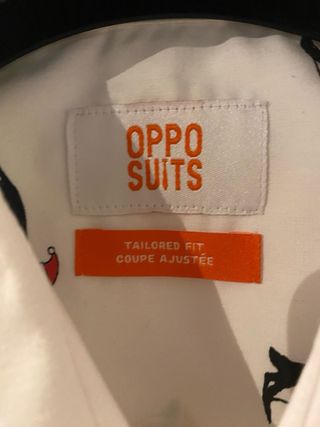 OPPO
SUITS
TAILORED FIT
COUPE AJUSTÉE